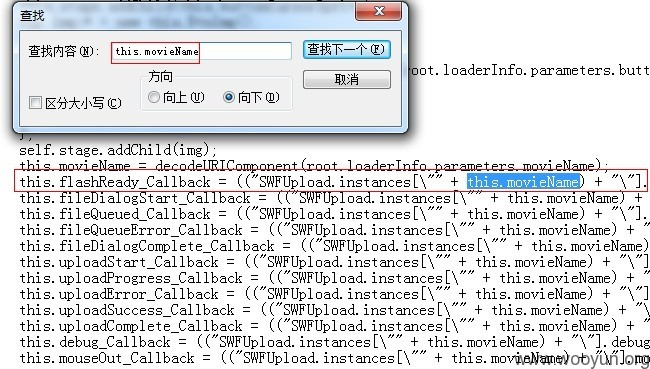 查找
查找内容(N):
this.movieName
查找下一个(F)
方向
取消
区分大小写(C)
向上(U)
向下(D)
root.loaderInfo.parameters.butt
};
self.stage.addChild(img);
this.movieName = decodeURIComponent(root.loaderInfo.parameters.movieName);
this.flashReady_Callback = (("SWFUpload.instances[\"" + this.movieName) + "\"].
this.fileDialogStart_Callback = (("SWFUpload.instances[\"" + this.movieName) +
this.fileQueued_Callback = (("SWFUpload.instances[\"" + this.movieName) + "\"].
this.fileQueueError_Callback = (("SWFUpload.instances[\"" + this.movieName) + "
this.fileDialogComplete_Callback = (("SWFUpload.instances[\"" + this.movieName)
this.uploadStart_Callback = (("SWFUpload.instances[\"" + this.movieName) + "\"]
this.uploadProgress_Callback = (("SWFUpload.instances[\"" + this.movieName) + "
this.uploadError_Callback = (("SWFUpload.instances[\"" + this.movieName) + "\"]
this.uploadSuccess_Callback = (("SWFUpload.instances[\"" + this.movieName) + "\
this.uploadComplete_Callback = (("SWFUpload.instances[\"" + this.movieName) + "
this.debug_Callback = (("SWFUpload.instances[\"" + this.movieName) + "\"].debug
this.mouseOut_Callback = (("SWFUpload.instances[\"" + this.movieName) + "\"].mo
www.wooyun.org